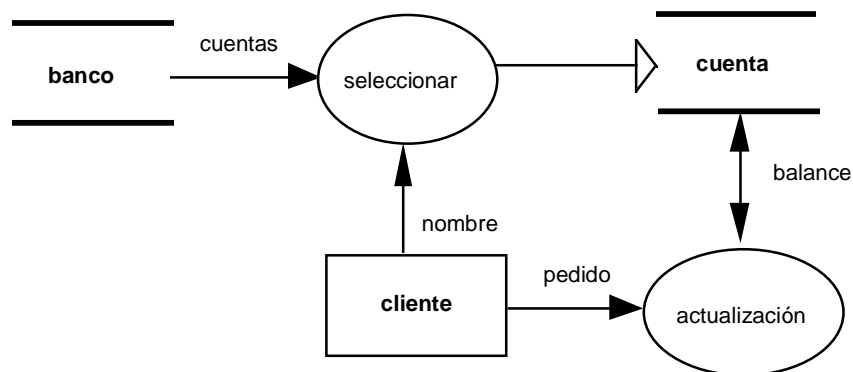 cuentas
banco
seleccionar
cuenta
balance
nombre
pedido
cliente
actualización